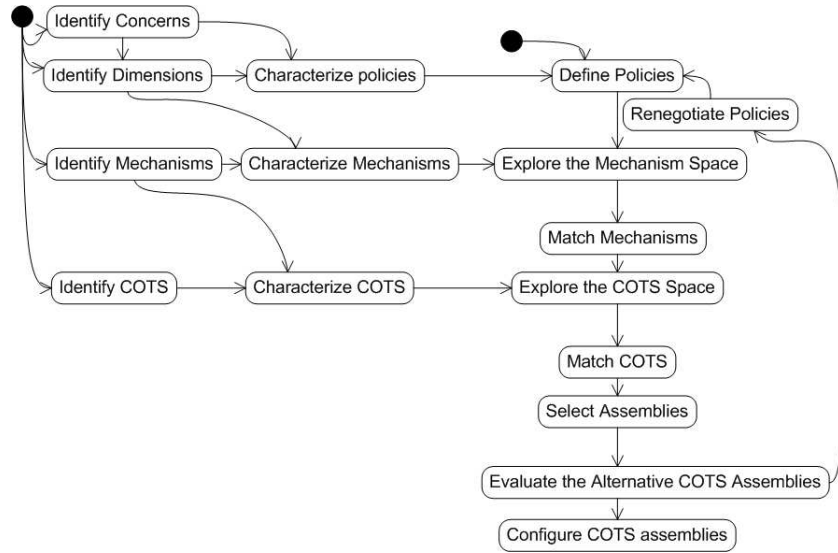 Identify Concerns
Identify Dimensions
Characterize policies
Define Policies
Renegotiate Policies
Identify Mechanisms
Characterize Mechanisms
Explore the Mechanism Space
Match Mechanisms
Identify COTS
Characterize COTS
Explore the COTS Space
Match COTS
Select Assemblies
Evaluate the Alternative COTS Assemblies
Configure COTS assemblies